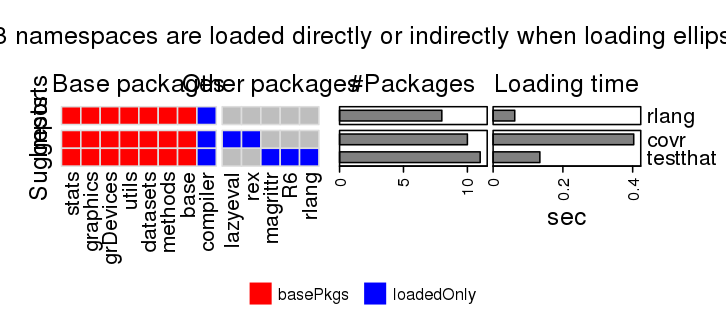 3 namespaces are loaded directly or indirectly when loading ellips
Base packages
Other packages
#Packages
Loading time
Imports
Suggests
rlang
covr
testthat
stats
graphics
grDevices
utils
datasets
methods
base
compiler
lazyeval
rex
magrittr
R6
rlang
0
5
10
0
0.2
0.4
sec
basePkgs
loadedOnly